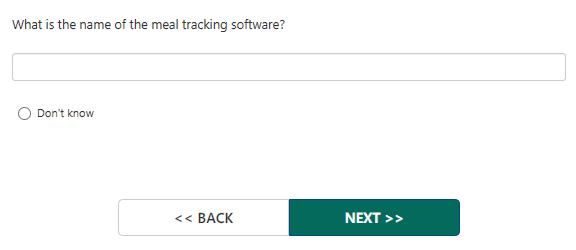 What is the name of the meal tracking software?
Don't know
<< BACK
NEXT >>